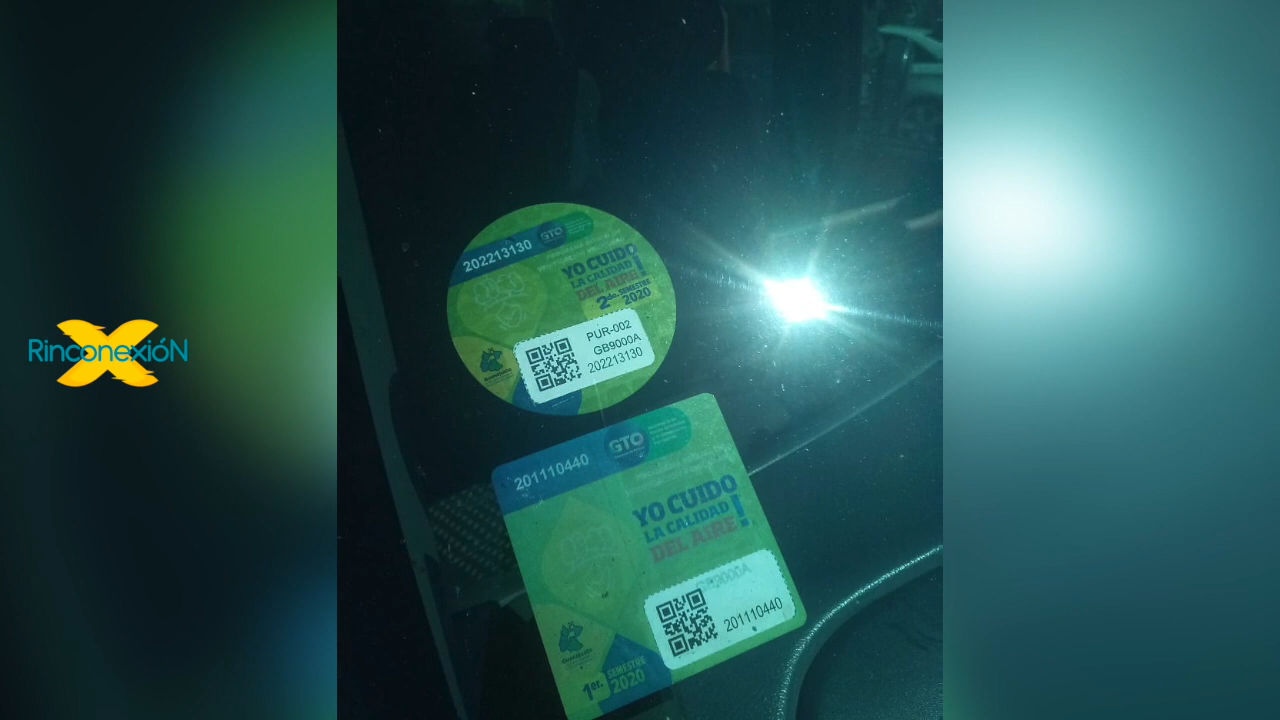 RinconexióN
202213130
GTO
YO CUIDO
LA CALIDAD
DEL AIRE!
2do. SEMESTRE
2020
PUR-002
GB9000A
202213130
201110440
GTO
YO CUIDO
LA CALIDAD
DEL AIRE!
GB9000A
201110440
1er. SEMESTRE
2020